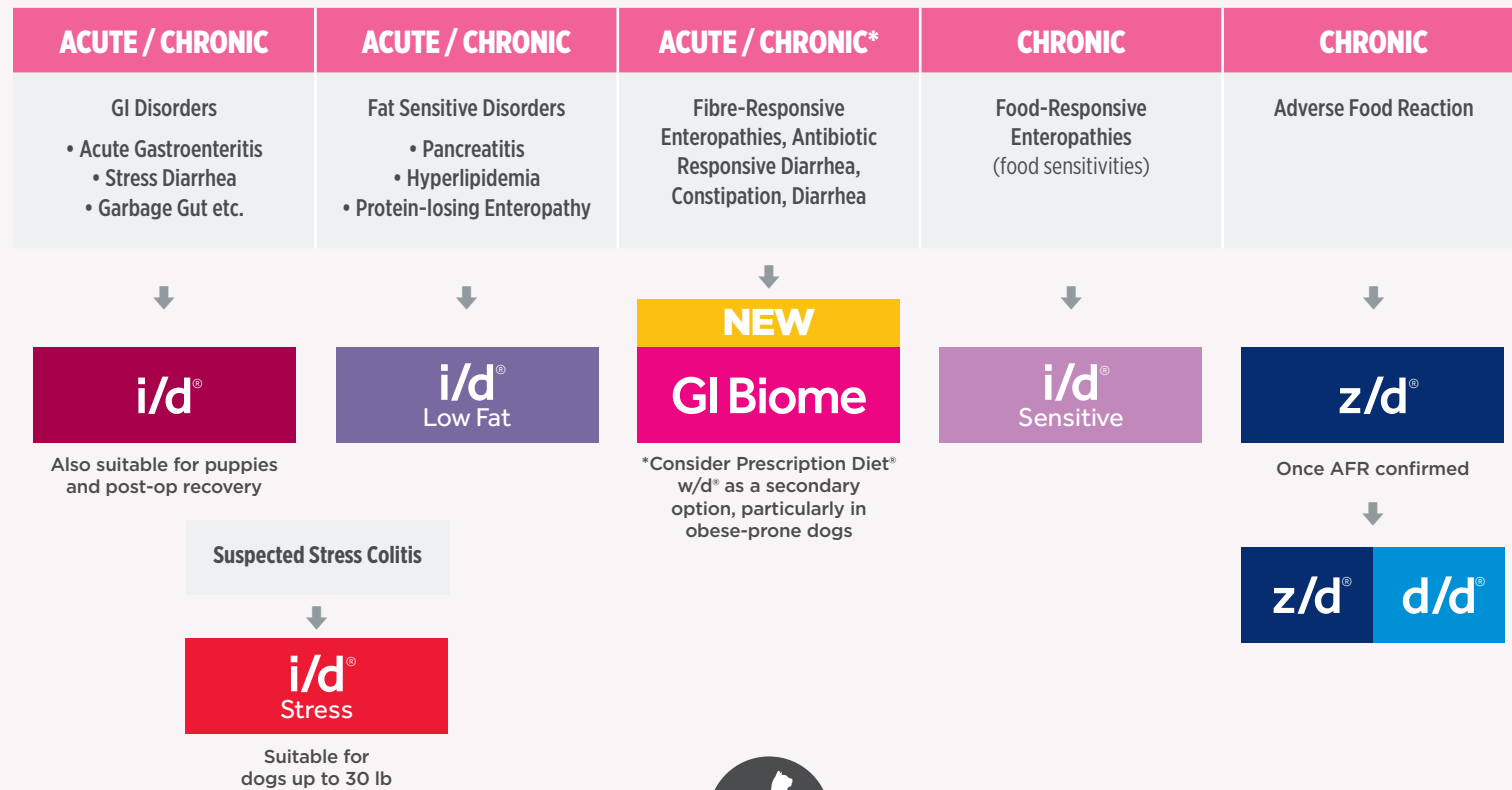 ACUTE / CHRONIC
GI Disorders
• Acute Gastroenteritis
• Stress Diarrhea
• Garbage Gut etc.
i/d®
Also suitable for puppies
and post-op recovery
ACUTE / CHRONIC
Fat Sensitive Disorders
• Pancreatitis
• Hyperlipidemia
• Protein-losing Enteropathy
i/d®
Low Fat
Suspected Stress Colitis
i/d®
Stress
Suitable for
dogs up to 30 lb
ACUTE / CHRONIC*
Fibre-Responsive
Enteropathies, Antibiotic
Responsive Diarrhea,
Constipation, Diarrhea
NEW
GI Biome
*Consider Prescription Diet®
w/d® as a secondary
option, particularly in
obese-prone dogs
CHRONIC
Food-Responsive
Enteropathies
(food sensitivities)
i/d®
Sensitive
CHRONIC
Adverse Food Reaction
z/d®
Once AFR confirmed
z/d®
d/d®